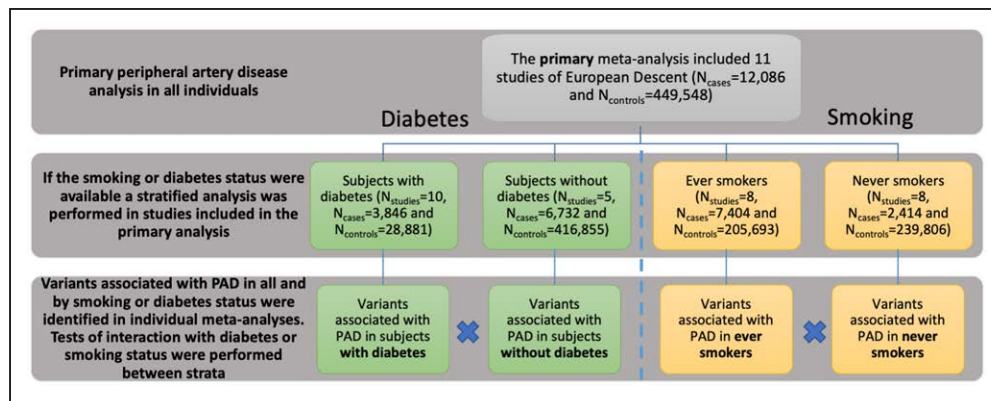 Primary peripheral artery disease
analysis in all individuals
The primary meta-analysis included 11
studies of European Descent (Ncases=12,086
and Ncontrols=449,548)
Diabetes
Smoking
If the smoking or diabetes status were
available a stratified analysis was
performed in studies included in the
primary analysis
Subjects with
diabetes (Nstudies=10,
Ncases=3,846 and
Ncontrols=28,881)
Subjects without
diabetes (Nstudies=5,
Ncases=6,732 and
Ncontrols=416,855)
Ever smokers
(Nstudies=8,
Ncases=7,404 and
Ncontrols=205,693)
Never smokers
(Nstudies=8,
Ncases=2,414 and
Ncontrols=239,806)
Variants associated with PAD in all and
by smoking or diabetes status were
identified in individual meta-analyses.
Tests of interaction with diabetes or
smoking status were performed
between strata
Variants
associated with
PAD in subjects
with diabetes
Variants
associated with
PAD in subjects
without diabetes
Variants
associated with
PAD in ever
smokers
Variants
associated with
PAD in never
smokers